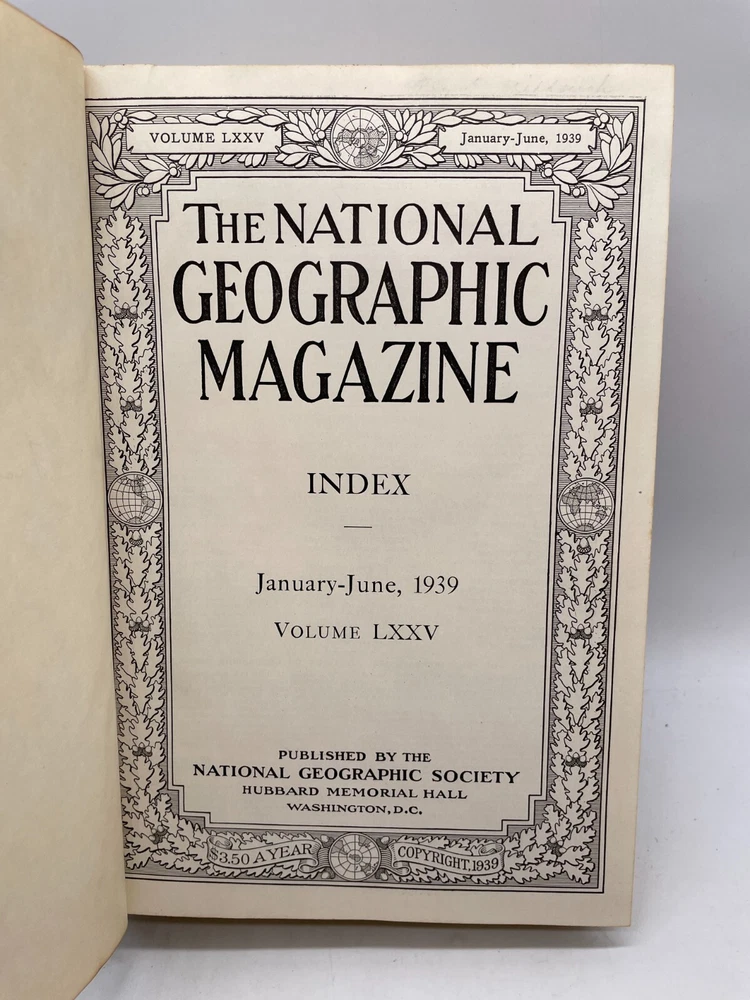 VOLUME LXXV
January-June, 1939
THE NATIONAL
GEOGRAPHIC
MAGAZINE
INDEX
January-June, 1939
VOLUME LXXV
PUBLISHED BY THE
NATIONAL GEOGRAPHIC SOCIETY
HUBBARD MEMORIAL HALL
WASHINGTON, D.C.
$3.50 A YEAR
COPYRIGHT, 1939